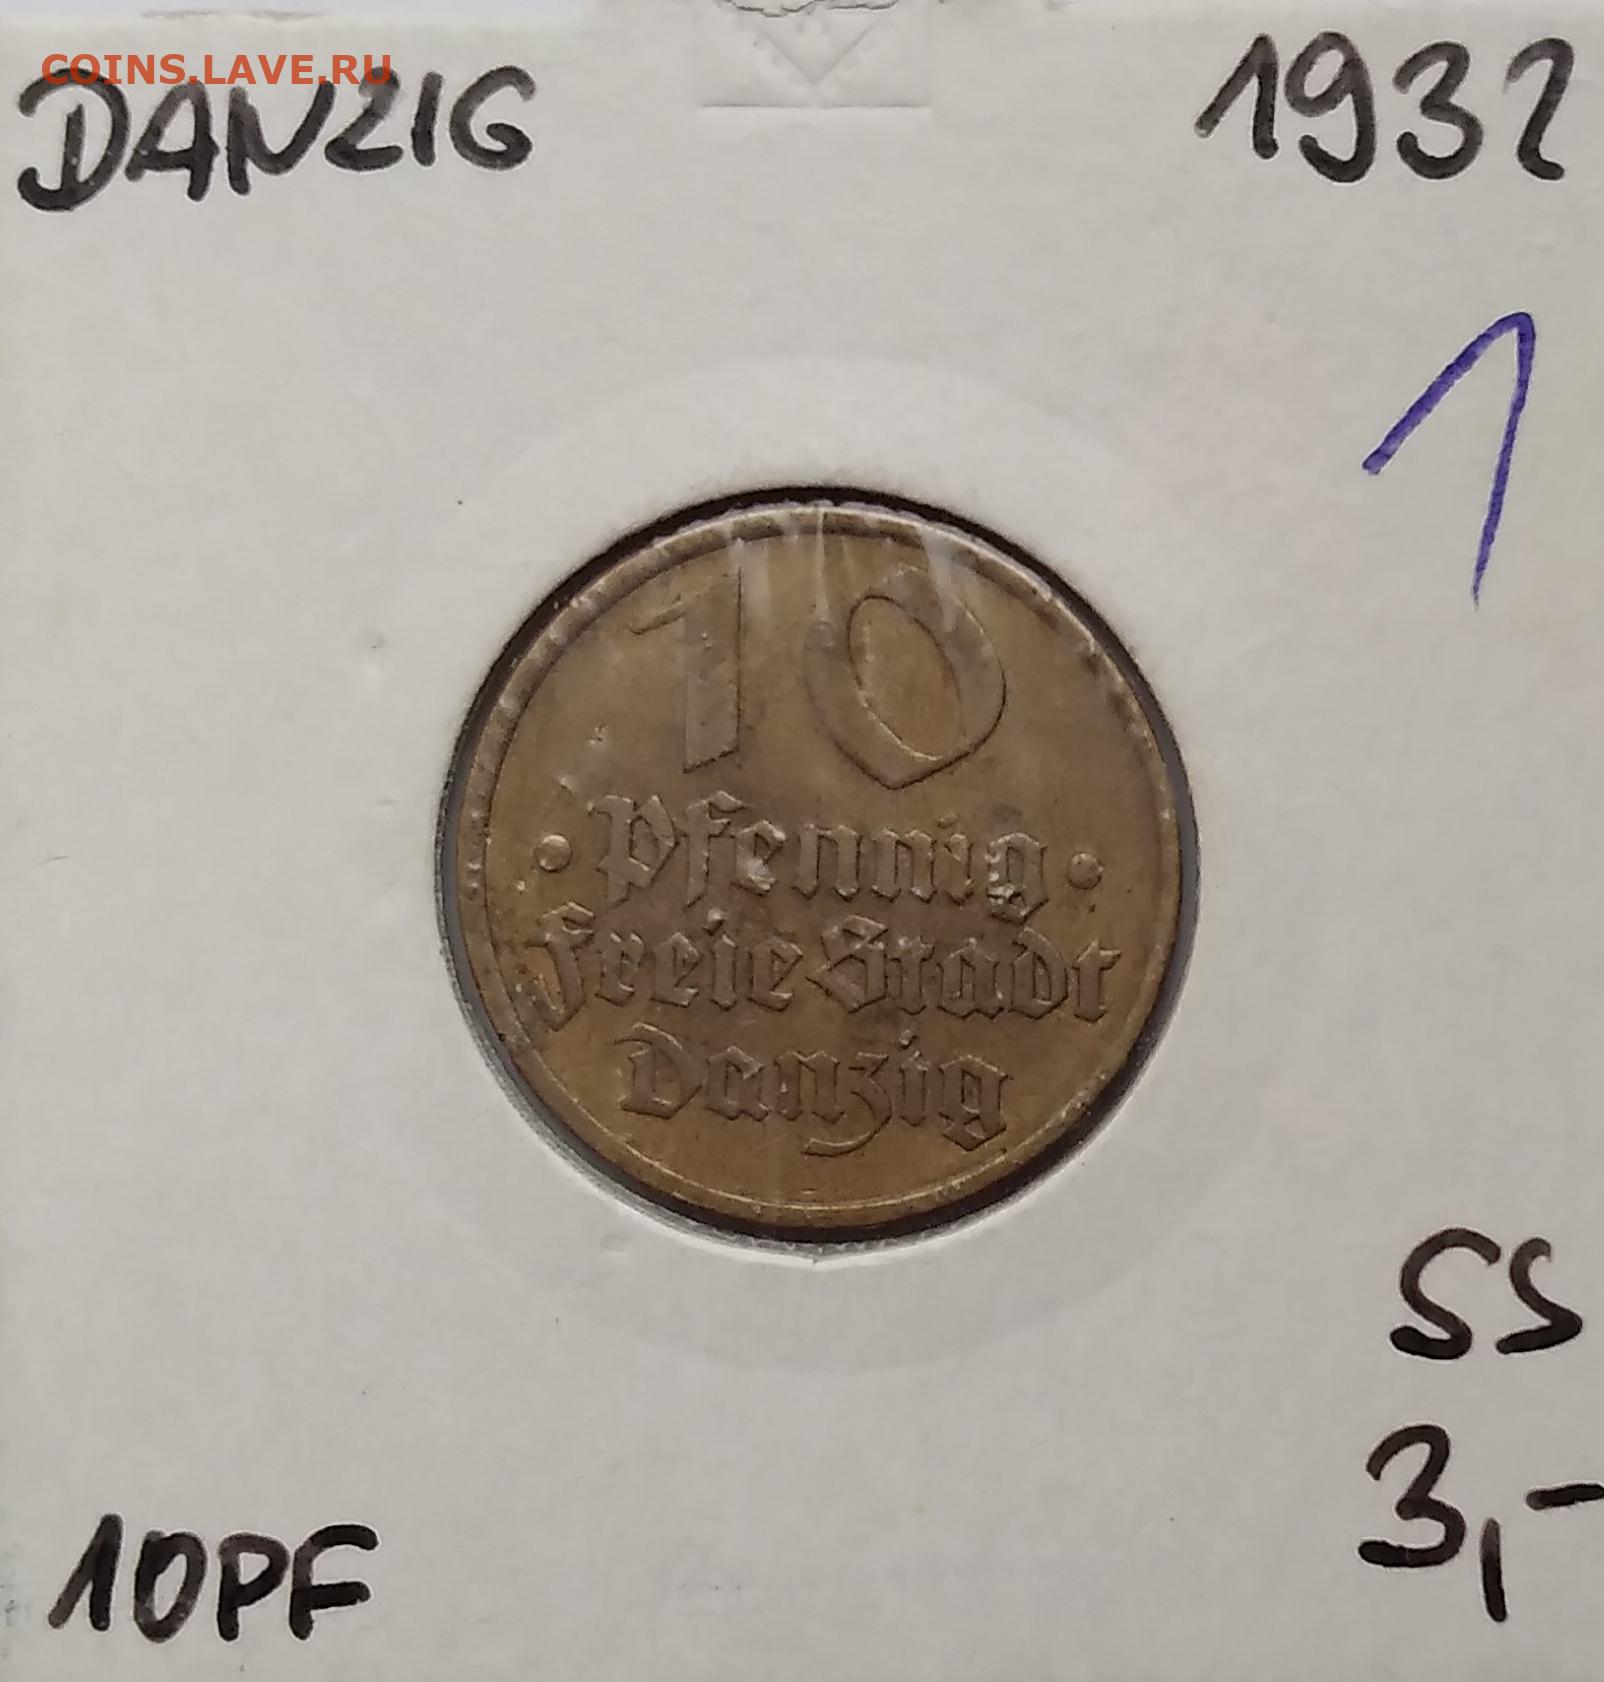 COINS.LAVE.RU
DANZIG
1932
1
10
· Pfennig ·
Freie Stadt
Danzig
SS
3,-
10PF